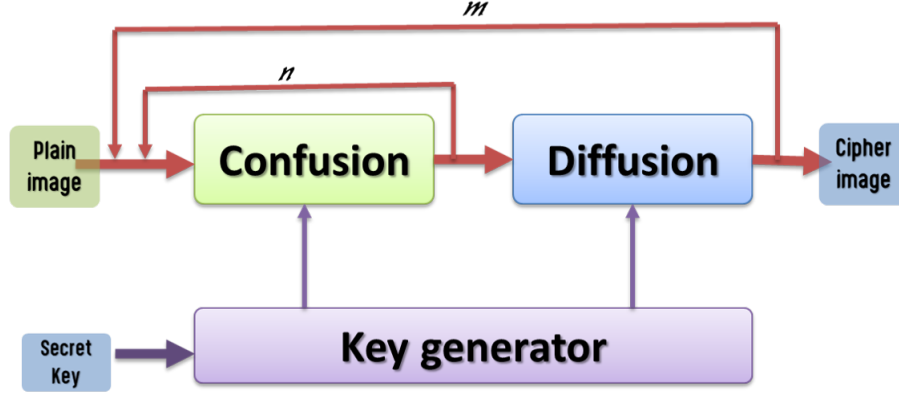 m
n
Plain
image
Confusion
Diffusion
Cipher
image
Secret
Key
Key generator